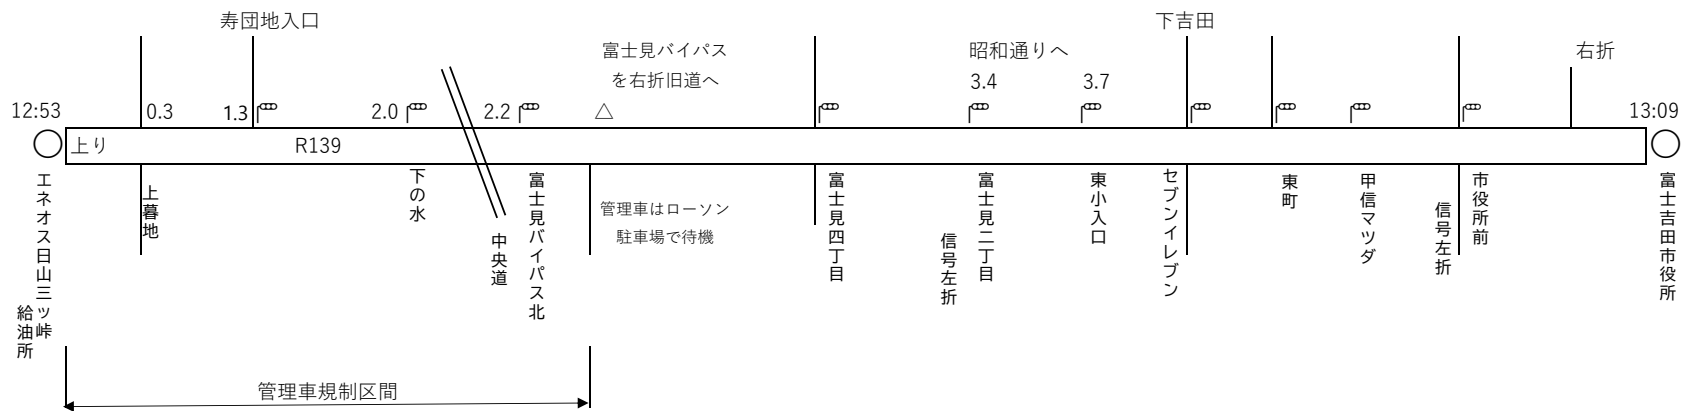 寿団地入口
下吉田
富士見バイパス
を右折旧道へ
昭和通りへ
右折
12:53
0.3
1.3
2.0
2.2
△
3.4
3.7
13:09
上り
R139
エネオス日山三ッ峠
給油所
上暮地
下の水
中央道
富士見バイパス北
管理車はローソン
駐車場で待機
富士見四丁目
信号左折
富士見二丁目
東小入口
セブンイレブン
東町
甲信マツダ
信号左折
市役所前
富士吉田市役所
管理車規制区間